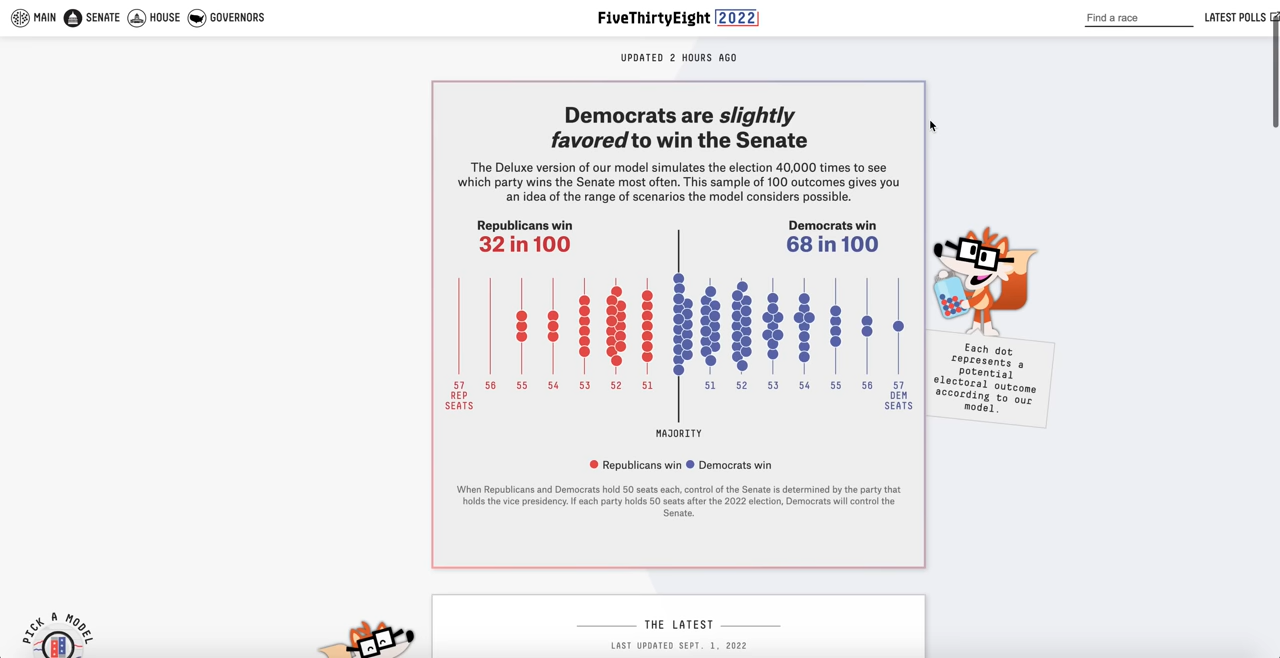 MAIN SENATE HOUSE GOVERNORS
FiveThirtyEight 2022
Find a race
LATEST POLLS
UPDATED 2 HOURS AGO
Democrats are slightly
favored to win the Senate
The Deluxe version of our model simulates the election 40,000 times to see
which party wins the Senate most often. This sample of 100 outcomes gives you
an idea of the range of scenarios the model considers possible.
Republicans win
32 in 100
Democrats win
68 in 100
57 56 55 54 53 52 51 51 52 53 54 55 56 57
REP
SEATS
DEM
SEATS
MAJORITY
Republicans win Democrats win
When Republicans and Democrats hold 50 seats each, control of the Senate is determined by the party that
holds the vice presidency. If each party holds 50 seats after the 2022 election, Democrats will control the
Senate.
Each dot
represents a
potential
electoral outcome
according to our
model.
PICK A MODEL
THE LATEST
LAST UPDATED SEPT. 1, 2022